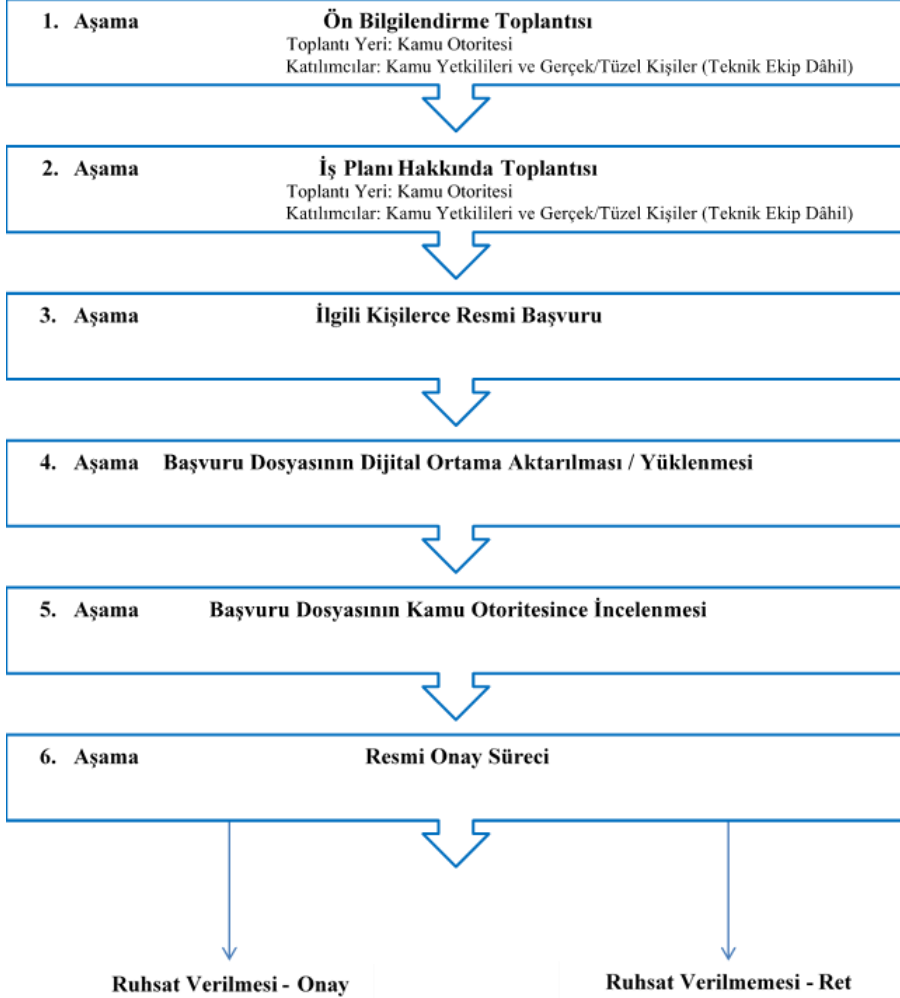 1. Aşama Ön Bilgilendirme Toplantısı
Toplantı Yeri: Kamu Otoritesi
Katılımcılar: Kamu Yetkilileri ve Gerçek/Tüzel Kişiler (Teknik Ekip Dâhil)
2. Aşama İş Planı Hakkında Toplantısı
Toplantı Yeri: Kamu Otoritesi
Katılımcılar: Kamu Yetkilileri ve Gerçek/Tüzel Kişiler (Teknik Ekip Dâhil)
3. Aşama İlgili Kişilerce Resmi Başvuru
4. Aşama Başvuru Dosyasının Dijital Ortama Aktarılması / Yüklenmesi
5. Aşama Başvuru Dosyasının Kamu Otoritesince İncelenmesi
6. Aşama Resmi Onay Süreci
Ruhsat Verilmesi - Onay Ruhsat Verilmemesi - Ret